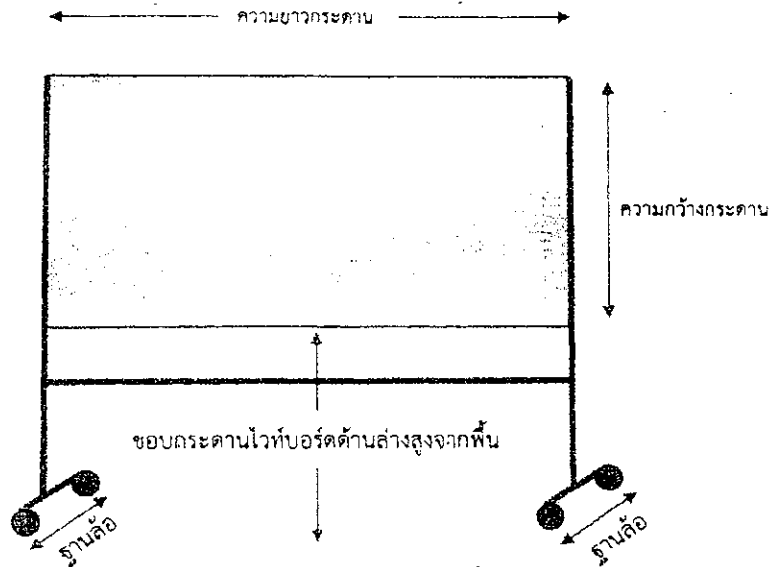 ความยาวกระดาน
ความกว้างกระดาน
ขอบกระดานไวท์บอร์ดด้านล่างสูงจากพื้น
ฐานล้อ
ฐานล้อ